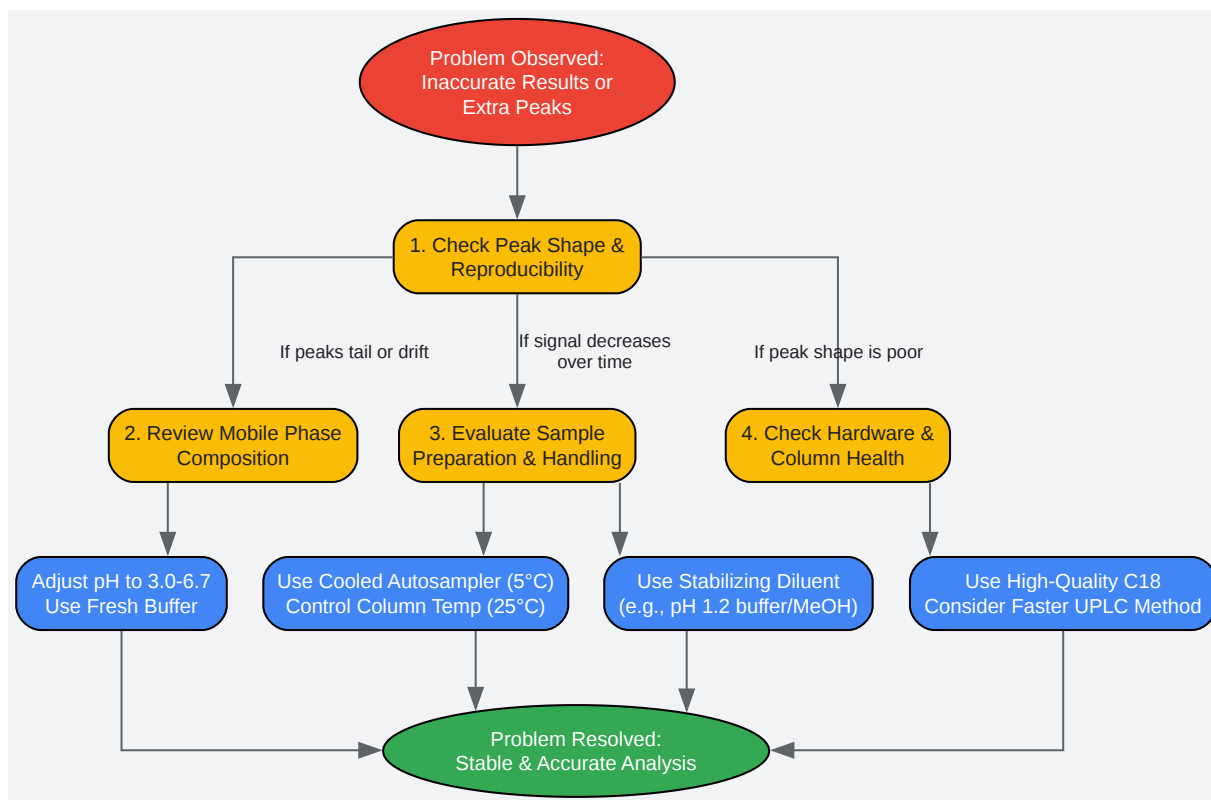 Problem Observed:
Inaccurate Results or
Extra Peaks
1. Check Peak Shape &
Reproducibility
If peaks tail or drift
If signal decreases
over time
If peak shape is poor
2. Review Mobile Phase
Composition
3. Evaluate Sample
Preparation & Handling
4. Check Hardware &
Column Health
Adjust pH to 3.0-6.7
Use Fresh Buffer
Use Cooled Autosampler (5°C)
Control Column Temp (25°C)
Use Stabilizing Diluent
(e.g., pH 1.2 buffer/MeOH)
Use High-Quality C18
Consider Faster UPLC Method
Problem Resolved:
Stable & Accurate Analysis